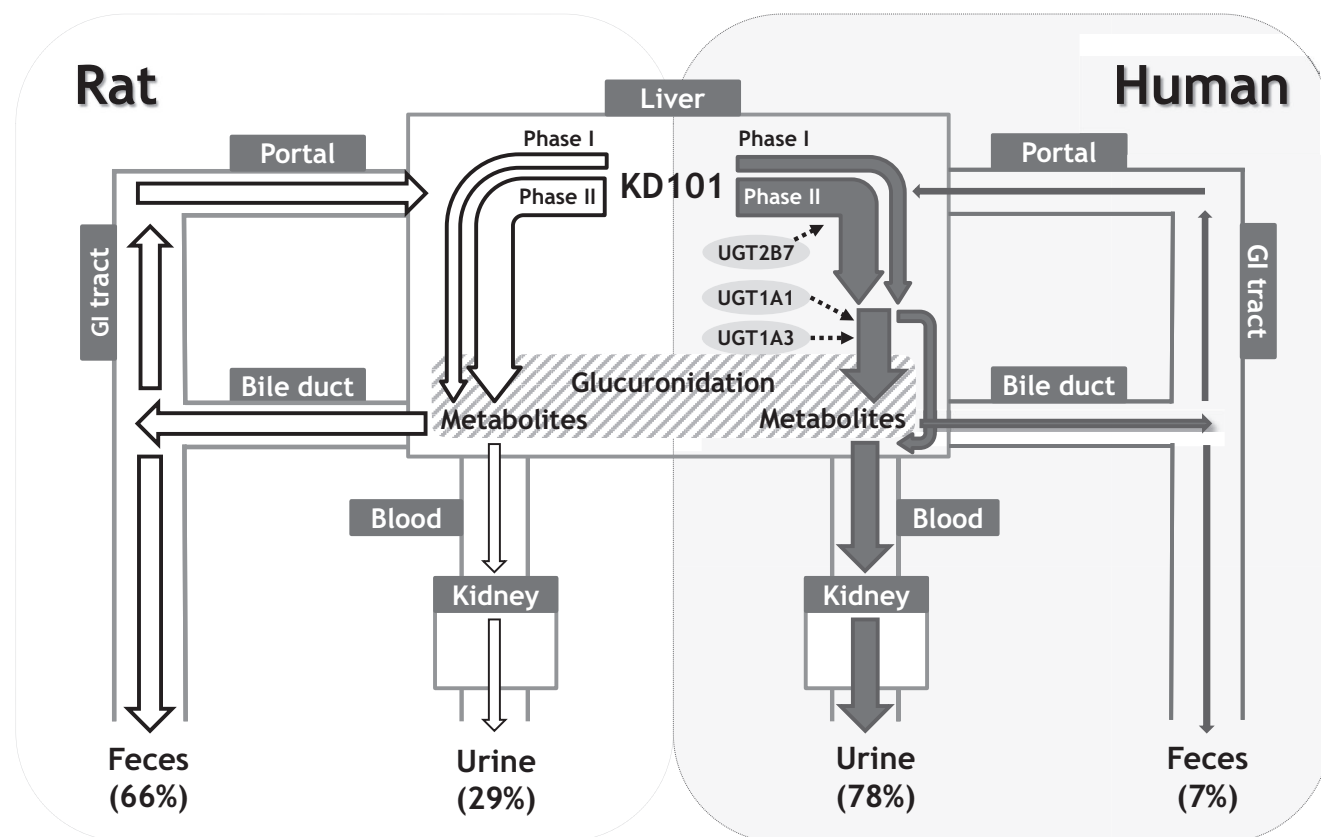 Rat
Human
Liver
Portal
Phase I
Phase I
Portal
KD101
Phase II
Phase II
GI tract
UGT2B7
GI tract
UGT1A1
UGT1A3
Bile duct
Glucuronidation
Bile duct
Metabolites
Metabolites
Blood
Blood
Kidney
Kidney
Feces
(66%)
Urine
(29%)
Urine
(78%)
Feces
(7%)